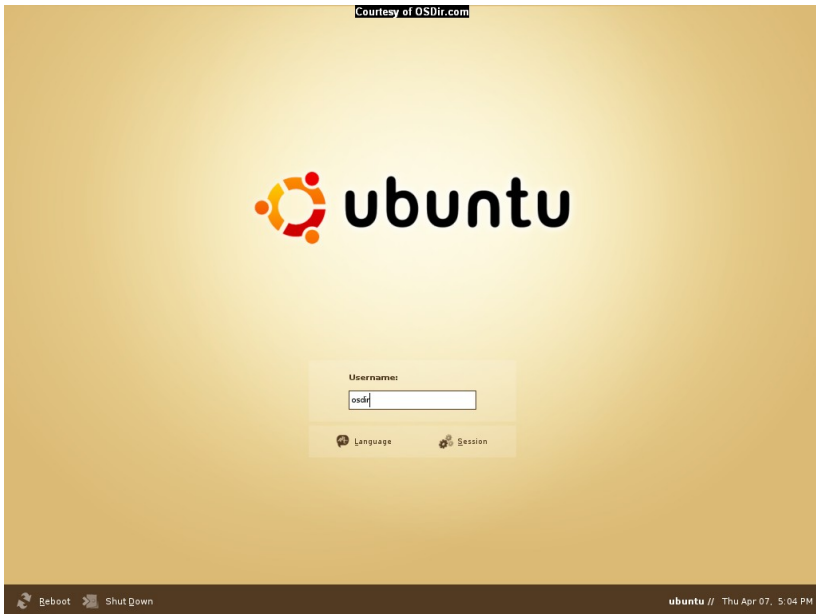 Courtesy of OSDir.com
ubuntu
Username:
osdir
Language Session
Reboot Shut Down ubuntu // Thu Apr 07, 5:04 PM